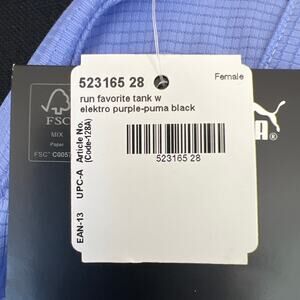 523165 28
Female
run favorite tank w
elektro purple-puma black
Article No.
(Code-128A)
523165 28
UPC-A
EAN-13
FSC
MIX
Paper